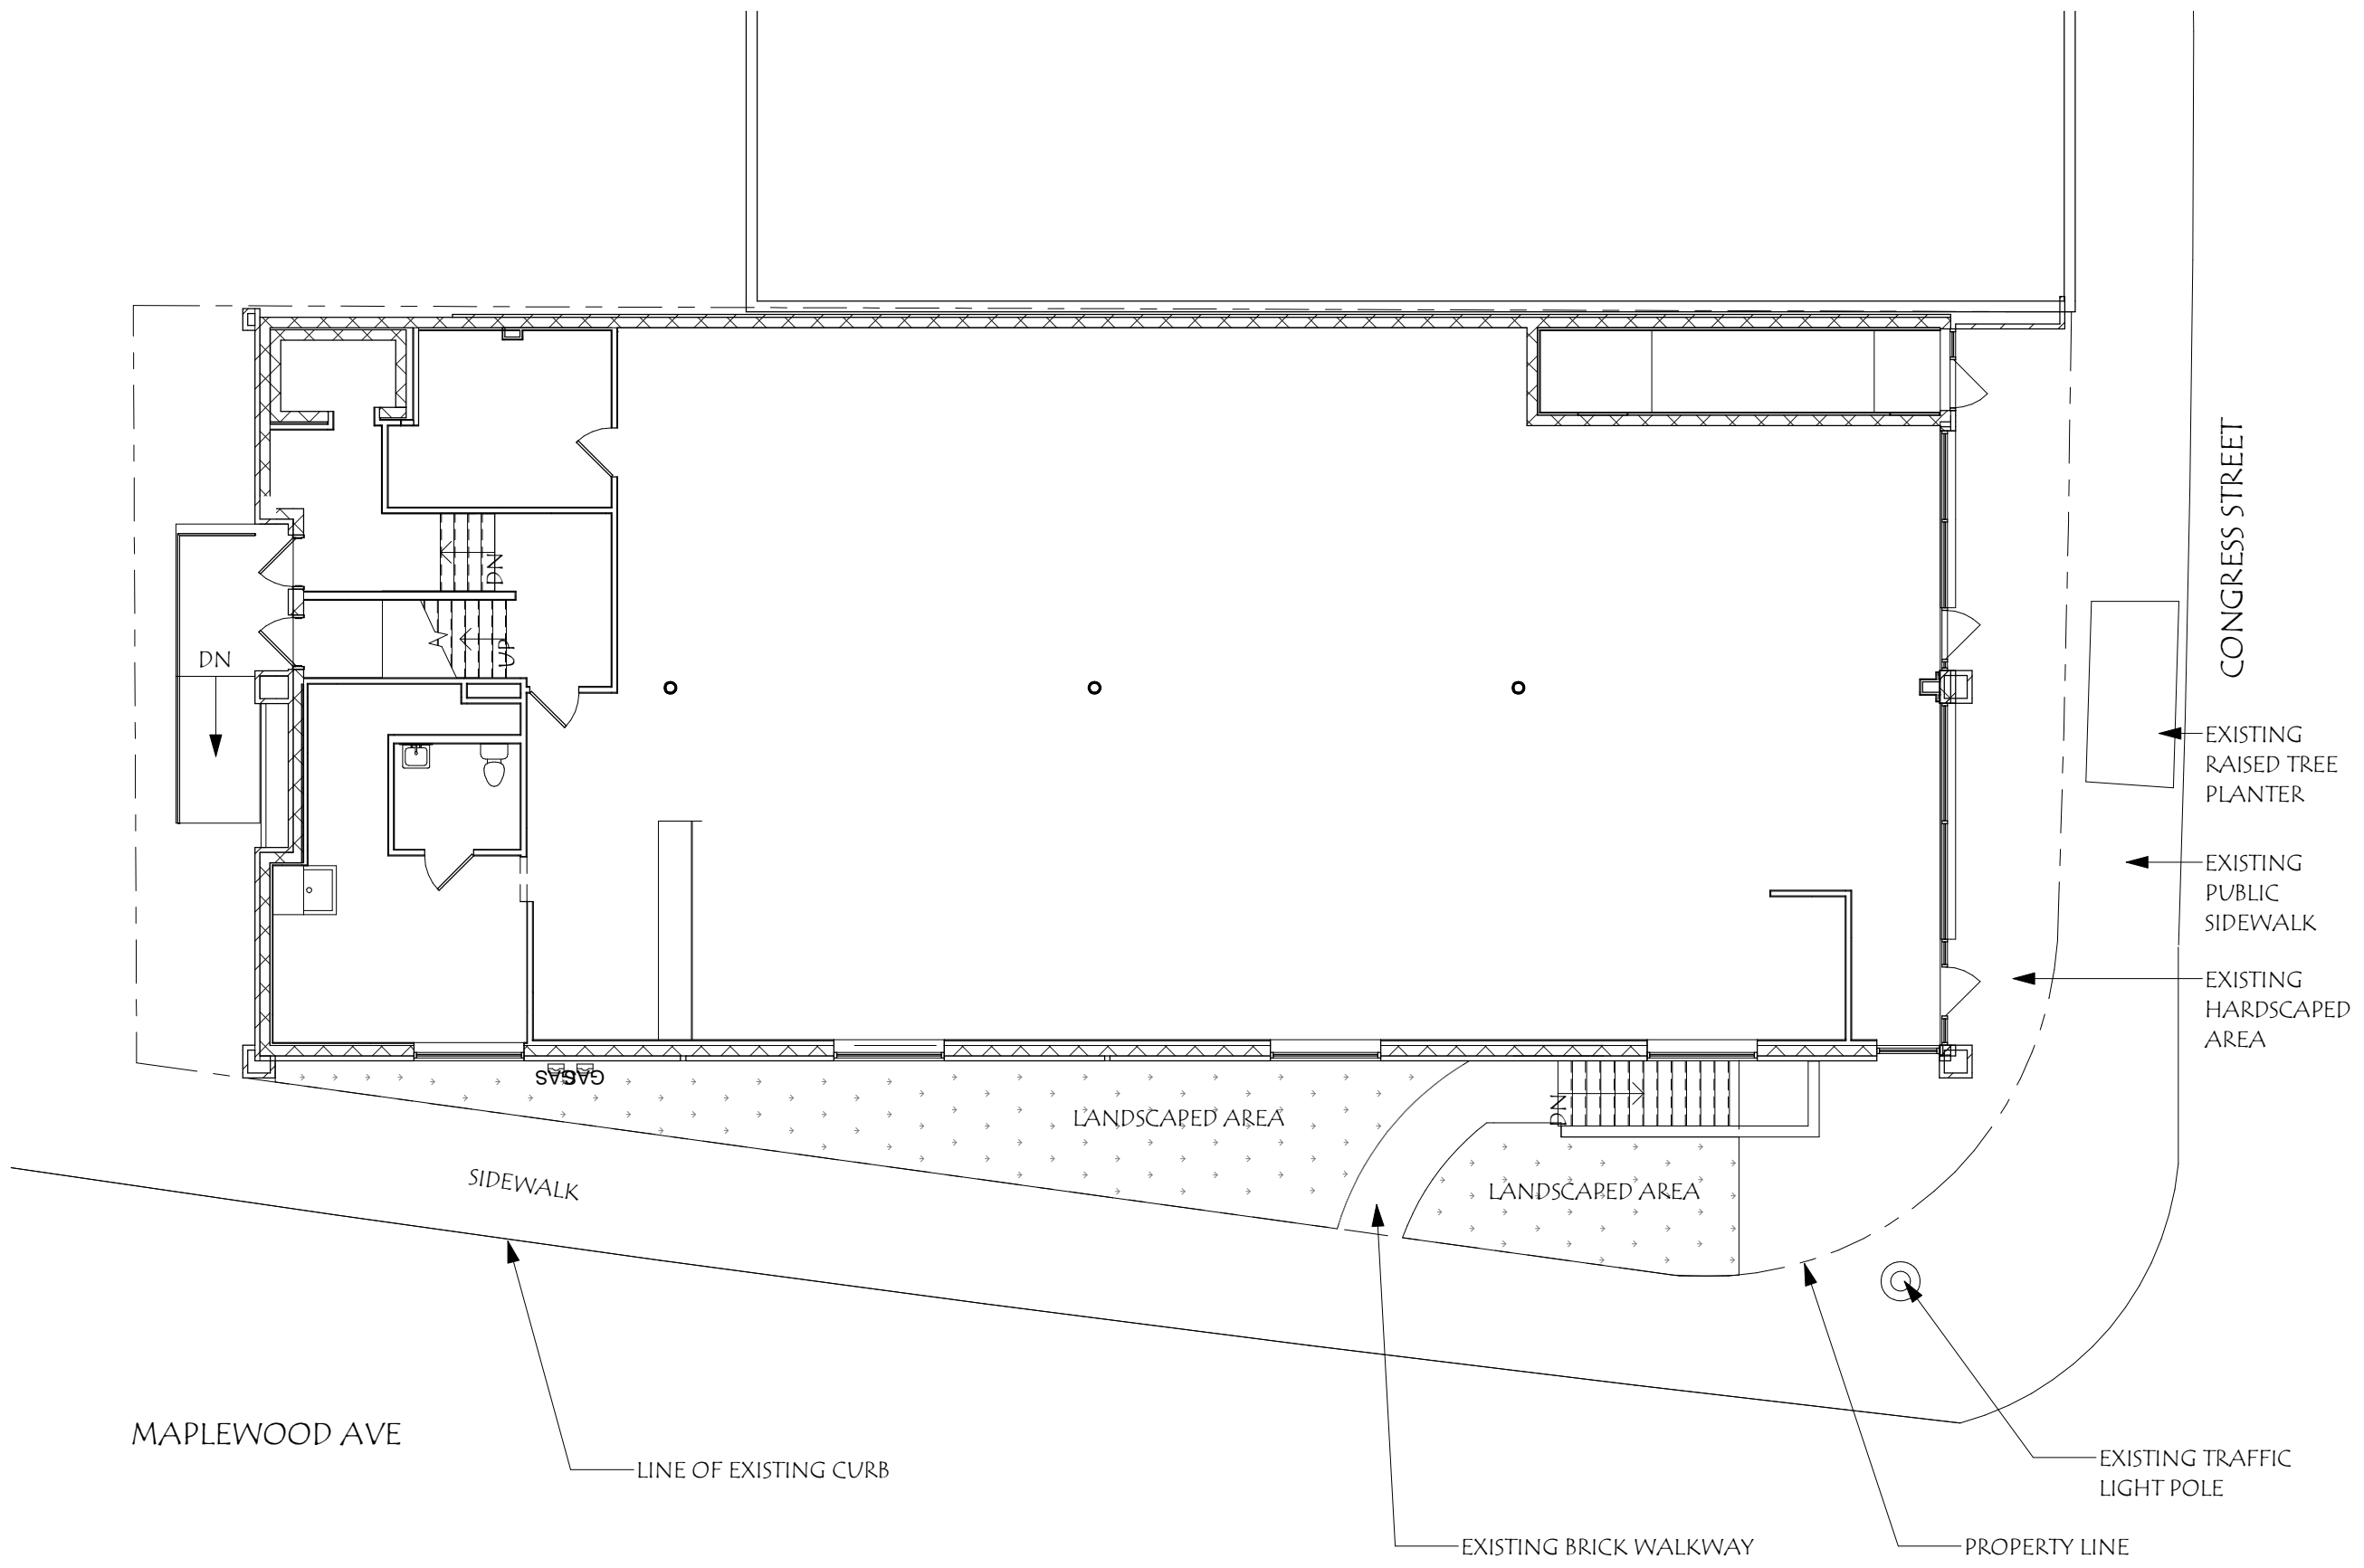 CONGRESS STREET
DN
DN
UP
EXISTING
RAISED TREE
PLANTER
EXISTING
PUBLIC
SIDEWALK
EXISTING
HARDSCAPED
AREA
GAS
GAS
LANDSCAPED AREA
DN
LANDSCAPED AREA
SIDEWALK
MAPLEWOOD AVE
LINE OF EXISTING CURB
EXISTING TRAFFIC
LIGHT POLE
EXISTING BRICK WALKWAY
PROPERTY LINE